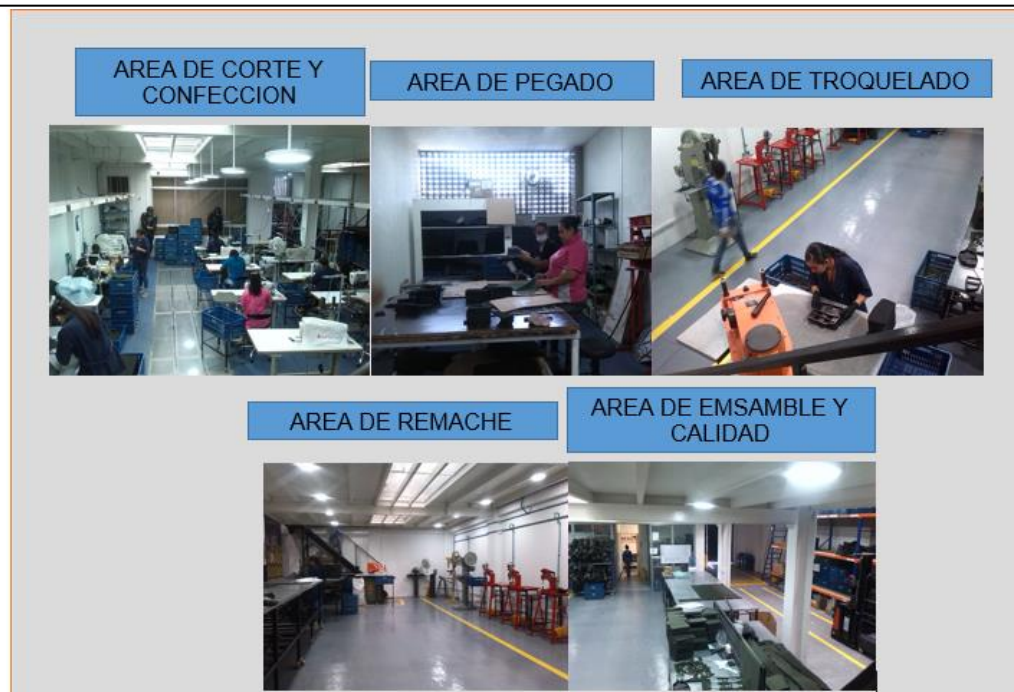 AREA DE CORTE Y
CONFECCION
AREA DE PEGADO
AREA DE TROQUELADO
AREA DE REMACHE
AREA DE EMSAMBLE Y
CALIDAD